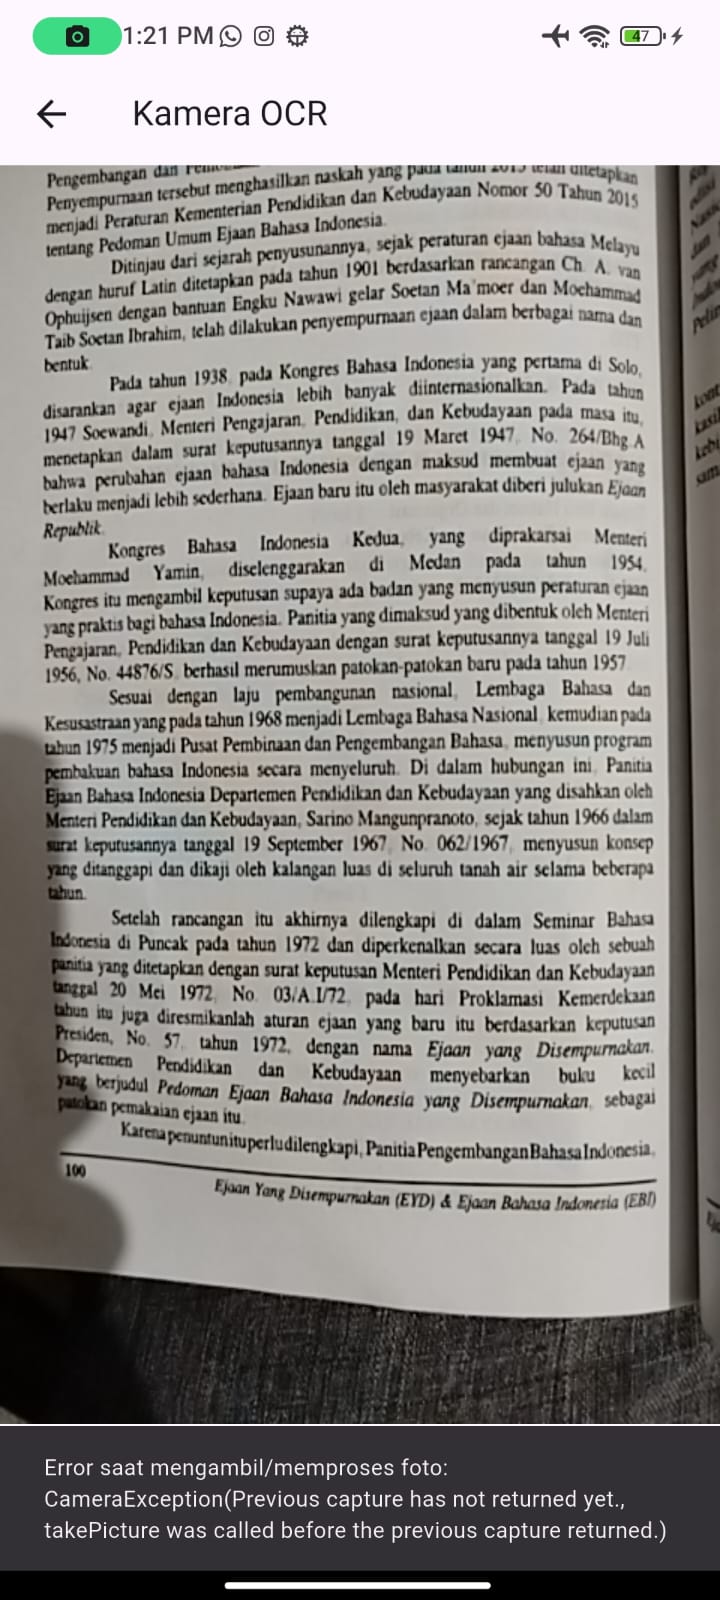 1:21 PM
47
Kamera OCR
Pengembangan dan
Penyempurnaan tersebut menghasilkan naskah yang pada tahun 2015 telah ditetapkan
menjadi Peraturan Kementerian Pendidikan dan Kebudayaan Nomor 50 Tahun 2015
tentang Pedoman Umum Ejaan Bahasa Indonesia.
Ditinjau dari sejarah penyusunannya, sejak peraturan ejaan bahasa Melayu
dengan huruf Latin ditetapkan pada tahun 1901 berdasarkan rancangan Ch. A. van
Ophuijsen dengan bantuan Engku Nawawi gelar Soetan Ma'moer dan Moehammad
Taib Soetan Ibrahim, telah dilakukan penyempurnaan ejaan dalam berbagai nama dan
bentuk.
Pada tahun 1938, pada Kongres Bahasa Indonesia yang pertama di Solo,
disarankan agar ejaan Indonesia lebih banyak diinternasionalkan. Pada tahun
1947 Soewandi, Menteri Pengajaran, Pendidikan, dan Kebudayaan pada masa itu,
menetapkan dalam surat keputusannya tanggal 19 Maret 1947, No. 264/Bhg.A
bahwa perubahan ejaan bahasa Indonesia dengan maksud membuat ejaan yang
berlaku menjadi lebih sederhana. Ejaan baru itu oleh masyarakat diberi julukan Ejaan
Republik.
Kongres Bahasa Indonesia Kedua, yang diprakarsai Menteri
Moehammad Yamin, diselenggarakan di Medan pada tahun 1954.
Kongres itu mengambil keputusan supaya ada badan yang menyusun peraturan ejaan
yang praktis bagi bahasa Indonesia. Panitia yang dimaksud yang dibentuk oleh Menteri
Pengajaran, Pendidikan dan Kebudayaan dengan surat keputusannya tanggal 19 Juli
1956, No. 44876/S, berhasil merumuskan patokan-patokan baru pada tahun 1957.
Sesuai dengan laju pembangunan nasional, Lembaga Bahasa dan
Kesusastraan yang pada tahun 1968 menjadi Lembaga Bahasa Nasional, kemudian pada
tahun 1975 menjadi Pusat Pembinaan dan Pengembangan Bahasa, menyusun program
pembakuan bahasa Indonesia secara menyeluruh. Di dalam hubungan ini, Panitia
Ejaan Bahasa Indonesia Departemen Pendidikan dan Kebudayaan yang disahkan oleh
Menteri Pendidikan dan Kebudayaan, Sarino Mangunpranoto, sejak tahun 1966 dalam
surat keputusannya tanggal 19 September 1967, No. 062/1967, menyusun konsep
yang ditanggapi dan dikaji oleh kalangan luas di seluruh tanah air selama beberapa
tahun.
Setelah rancangan itu akhirnya dilengkapi di dalam Seminar Bahasa
Indonesia di Puncak pada tahun 1972 dan diperkenalkan secara luas oleh sebuah
panitia yang ditetapkan dengan surat keputusan Menteri Pendidikan dan Kebudayaan
tanggal 20 Mei 1972, No. 03/A.I/72, pada hari Proklamasi Kemerdekaan
tahun itu juga diresmikanlah aturan ejaan yang baru itu berdasarkan keputusan
Presiden, No. 57, tahun 1972, dengan nama Ejaan yang Disempurnakan.
Departemen Pendidikan dan Kebudayaan menyebarkan buku kecil
yang berjudul Pedoman Ejaan Bahasa Indonesia yang Disempurnakan, sebagai
patokan pemakaian ejaan itu.
Karena penuntun itu perlu dilengkapi, Panitia Pengembangan Bahasa Indonesia,
100
Ejaan Yang Disempurnakan (EYD) & Ejaan Bahasa Indonesia (EBI)
Error saat mengambil/memproses foto:
CameraException(Previous capture has not returned yet.,
takePicture was called before the previous capture returned.)